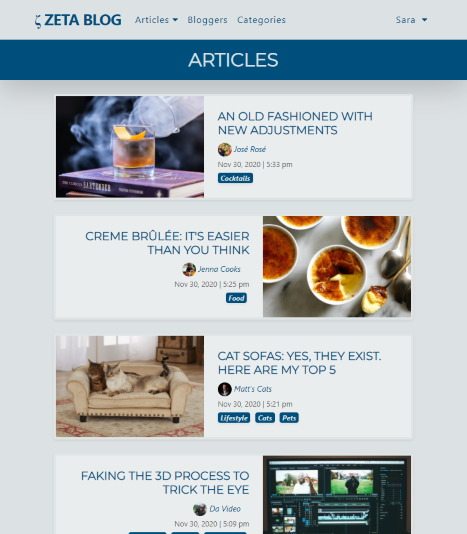 ζ ZETA BLOG Articles Bloggers Categories Sara
ARTICLES
AN OLD FASHIONED WITH
NEW ADJUSTMENTS
José Rosé
Nov 30, 2020 | 5:33 pm
Cocktails
CREME BRÛLÉE: IT'S EASIER
THAN YOU THINK
Jenna Cooks
Nov 30, 2020 | 5:25 pm
Food
CAT SOFAS: YES, THEY EXIST.
HERE ARE MY TOP 5
Matt's Cats
Nov 30, 2020 | 5:21 pm
Lifestyle Cats Pets
FAKING THE 3D PROCESS TO
TRICK THE EYE
Da Video
Nov 30, 2020 | 5:09 pm